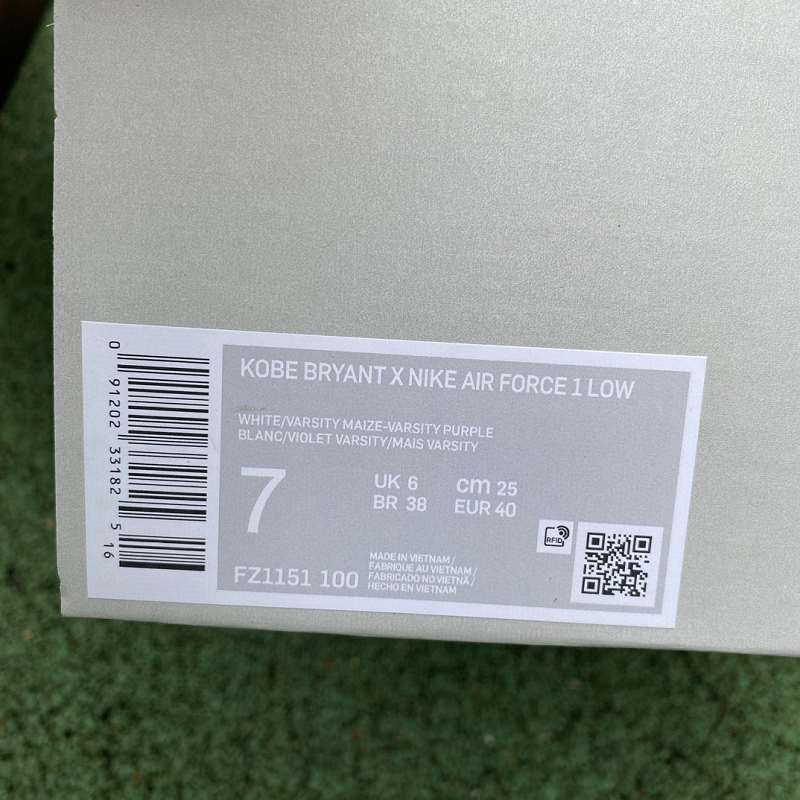 KOBE BRYANT X NIKE AIR FORCE 1 LOW
WHITE/VARSITY MAIZE-VARSITY PURPLE
BLANC/VIOLET VARSITY/MAIS VARSITY
7
UK 6 cm 25
BR 38 EUR 40
FZ1151 100
MADE IN VIETNAM/
FABRIQUE AU VIETNAM/
FABRICADO NO VIETNÃ/
HECHO EN VIETNAM
RFID
0 91202 33182 5 16